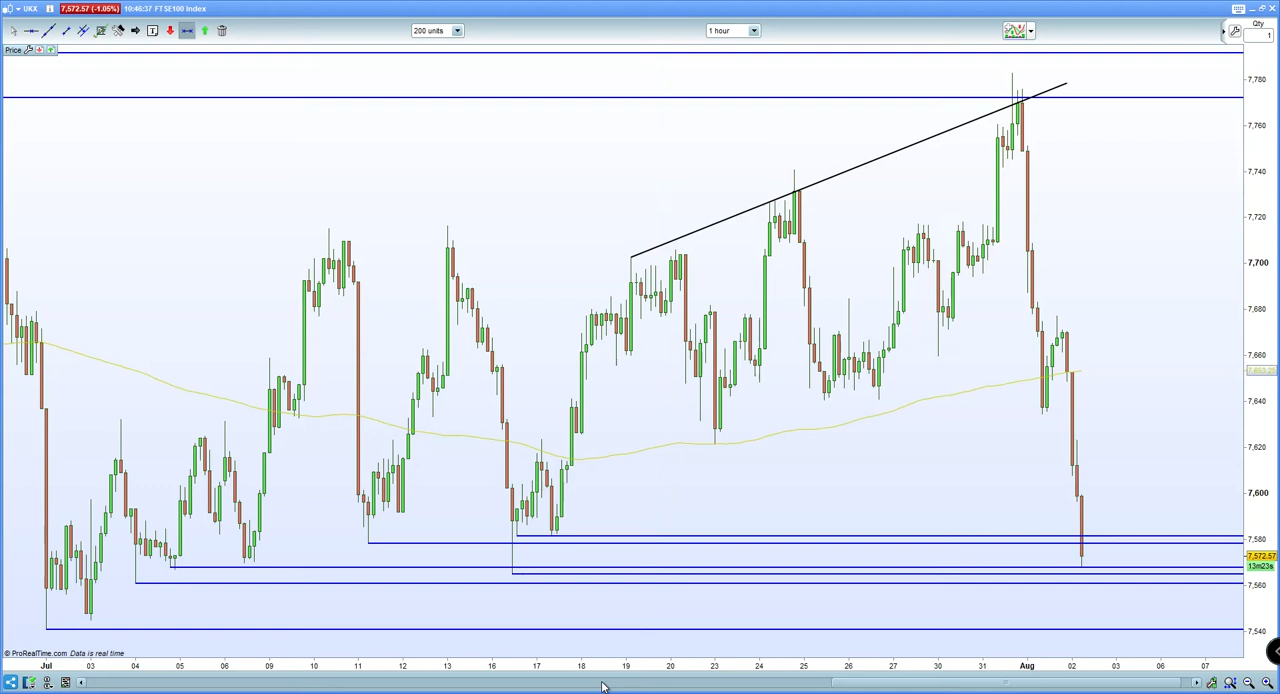 UKX 7,572.57 (-1.05%) 10:46:37 FTSE100 Index
200 units 1 hour Qty
1
Price
7,780
7,760
7,740
7,720
7,700
7,680
7,660
7,640
7,620
7,600
7,580
7,572.57
13m23s
7,560
7,540
© ProRealTime.com Data is real time
Jul 03 04 05 06 09 10 11 12 13 16 17 18 19 20 23 24 25 26 27 30 31 Aug 02 03 06 07